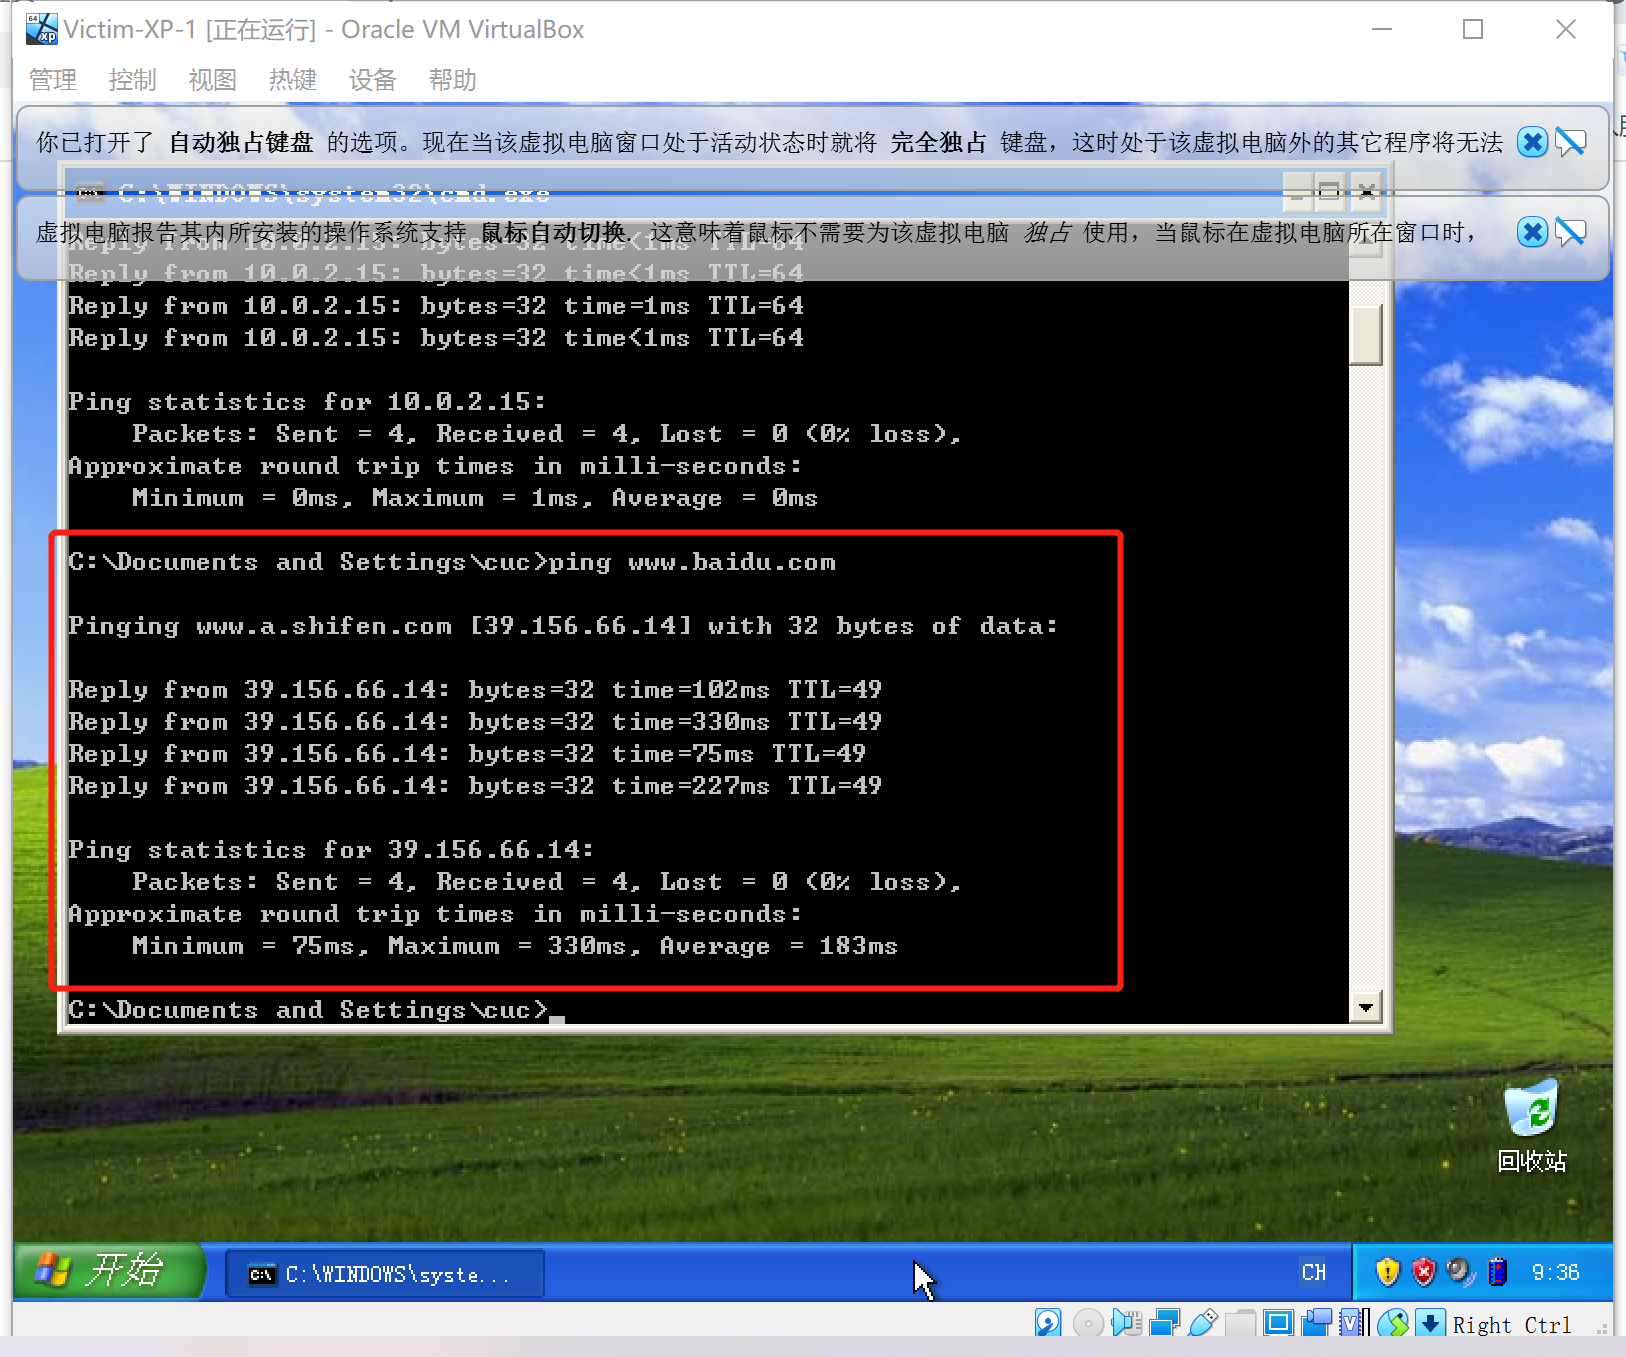 Victim-XP-1 [正在运行] - Oracle VM VirtualBox
管理 控制 视图 热键 设备 帮助
你已打开了 自动独占键盘 的选项。现在当该虚拟电脑窗口处于活动状态时就将 完全独占 键盘，这时处于该虚拟电脑外的其它程序将无法
C:\WINDOWS\system32\cmd.exe
虚拟电脑报告其内所安装的操作系统支持 鼠标自动切换. 这意味着鼠标不需要为该虚拟电脑 独占 使用，当鼠标在虚拟电脑所在窗口时，
Reply from 10.0.2.15: bytes=32 time<1ms TTL=64
Reply from 10.0.2.15: bytes=32 time<1ms TTL=64
Reply from 10.0.2.15: bytes=32 time=1ms TTL=64
Reply from 10.0.2.15: bytes=32 time<1ms TTL=64
Ping statistics for 10.0.2.15:
Packets: Sent = 4, Received = 4, Lost = 0 (0% loss),
Approximate round trip times in milli-seconds:
Minimum = 0ms, Maximum = 1ms, Average = 0ms
C:\Documents and Settings\cuc>ping www.baidu.com
Pinging www.a.shifen.com [39.156.66.14] with 32 bytes of data:
Reply from 39.156.66.14: bytes=32 time=102ms TTL=49
Reply from 39.156.66.14: bytes=32 time=330ms TTL=49
Reply from 39.156.66.14: bytes=32 time=75ms TTL=49
Reply from 39.156.66.14: bytes=32 time=227ms TTL=49
Ping statistics for 39.156.66.14:
Packets: Sent = 4, Received = 4, Lost = 0 (0% loss),
Approximate round trip times in milli-seconds:
Minimum = 75ms, Maximum = 330ms, Average = 183ms
C:\Documents and Settings\cuc>_
回收站
开始 C:\WINDOWS\syste... CH 9:36
Right Ctrl